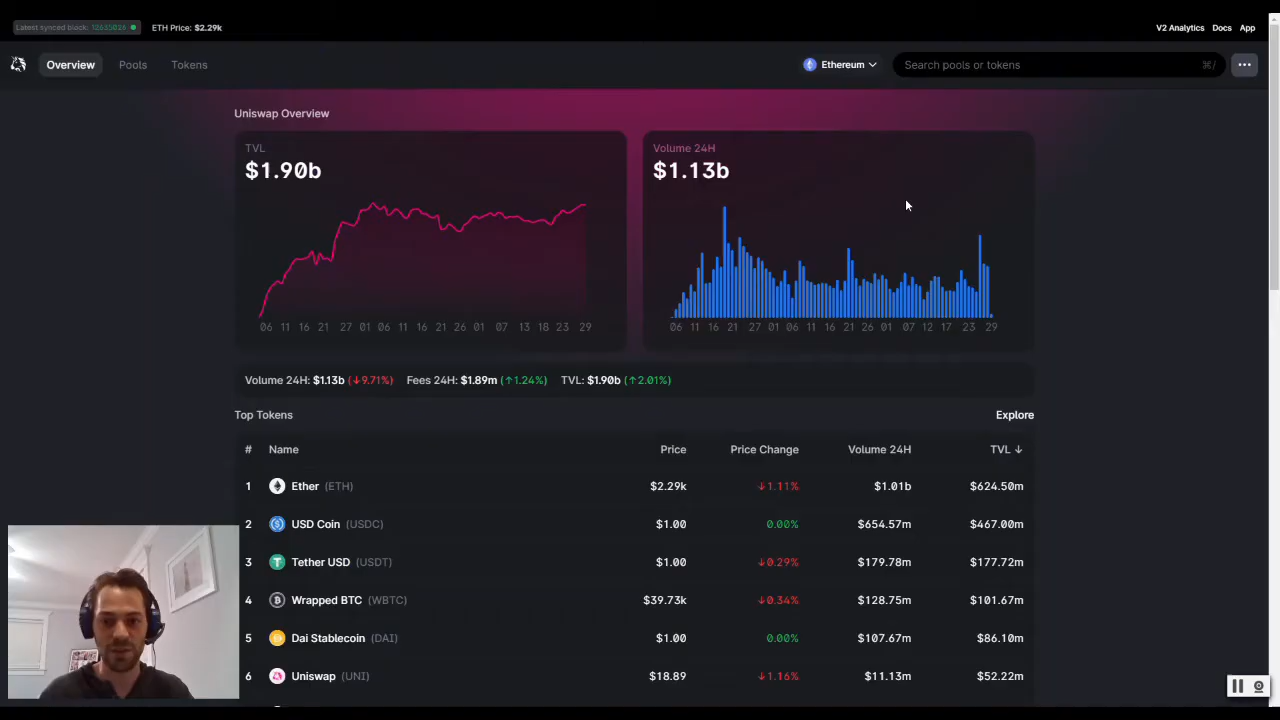 Latest synced block: 12635026 ETH Price: $2.29k V2 Analytics Docs App
Overview Pools Tokens Ethereum Search pools or tokens ⌘/ •••
Uniswap Overview
TVL
$1.90b
06 11 16 21 27 01 06 11 16 21 26 01 07 13 18 23 29
Volume 24H
$1.13b
06 11 16 21 27 01 06 11 16 21 26 01 07 12 17 23 29
Volume 24H: $1.13b (↓9.71%) Fees 24H: $1.89m (↑1.24%) TVL: $1.90b (↑2.01%)
Top Tokens Explore
# Name Price Price Change Volume 24H TVL ↓
1 Ether (ETH) $2.29k ↓1.11% $1.01b $624.50m
2 USD Coin (USDC) $1.00 0.00% $654.57m $467.00m
3 Tether USD (USDT) $1.00 ↓0.29% $179.78m $177.72m
4 Wrapped BTC (WBTC) $39.73k ↓0.34% $128.75m $101.67m
5 Dai Stablecoin (DAI) $1.00 0.00% $107.67m $86.10m
6 Uniswap (UNI) $18.89 ↓1.16% $11.13m $52.22m